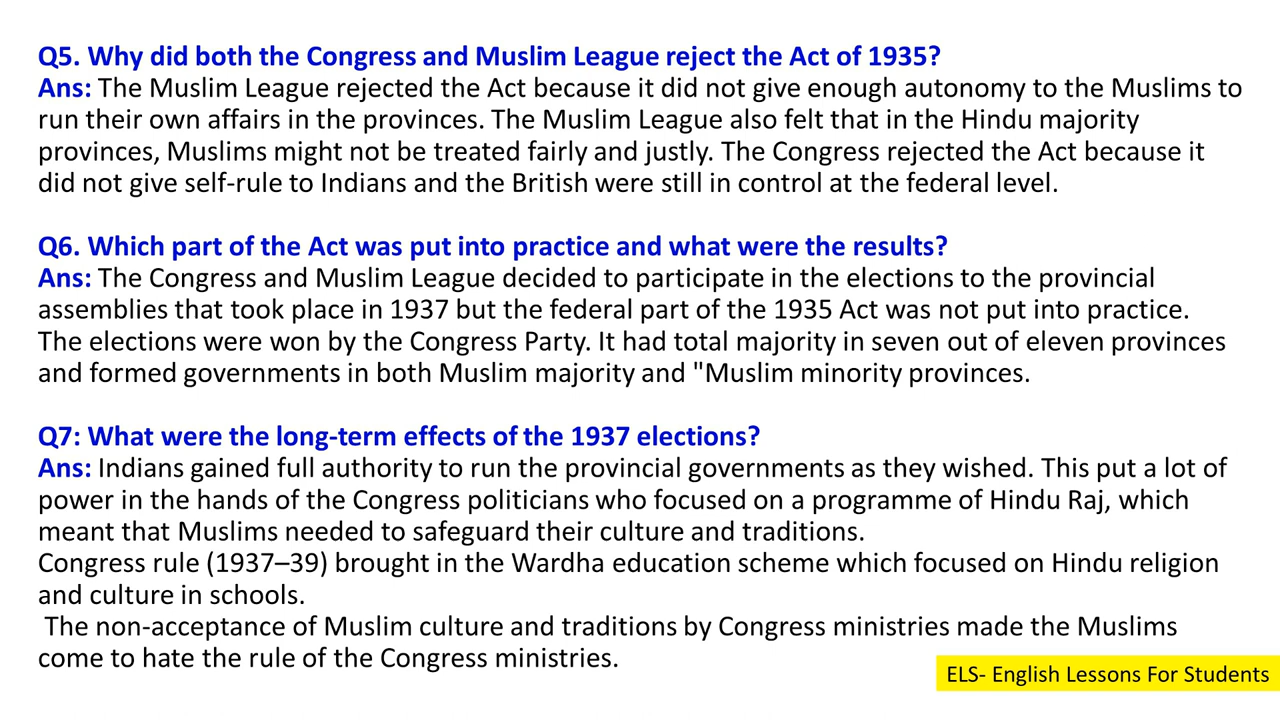 Q5. Why did both the Congress and Muslim League reject the Act of 1935?
Ans: The Muslim League rejected the Act because it did not give enough autonomy to the Muslims to
run their own affairs in the provinces. The Muslim League also felt that in the Hindu majority
provinces, Muslims might not be treated fairly and justly. The Congress rejected the Act because it
did not give self-rule to Indians and the British were still in control at the federal level.
Q6. Which part of the Act was put into practice and what were the results?
Ans: The Congress and Muslim League decided to participate in the elections to the provincial
assemblies that took place in 1937 but the federal part of the 1935 Act was not put into practice.
The elections were won by the Congress Party. It had total majority in seven out of eleven provinces
and formed governments in both Muslim majority and "Muslim minority provinces.
Q7: What were the long-term effects of the 1937 elections?
Ans: Indians gained full authority to run the provincial governments as they wished. This put a lot of
power in the hands of the Congress politicians who focused on a programme of Hindu Raj, which
meant that Muslims needed to safeguard their culture and traditions.
Congress rule (1937–39) brought in the Wardha education scheme which focused on Hindu religion
and culture in schools.
The non-acceptance of Muslim culture and traditions by Congress ministries made the Muslims
come to hate the rule of the Congress ministries.
ELS- English Lessons For Students